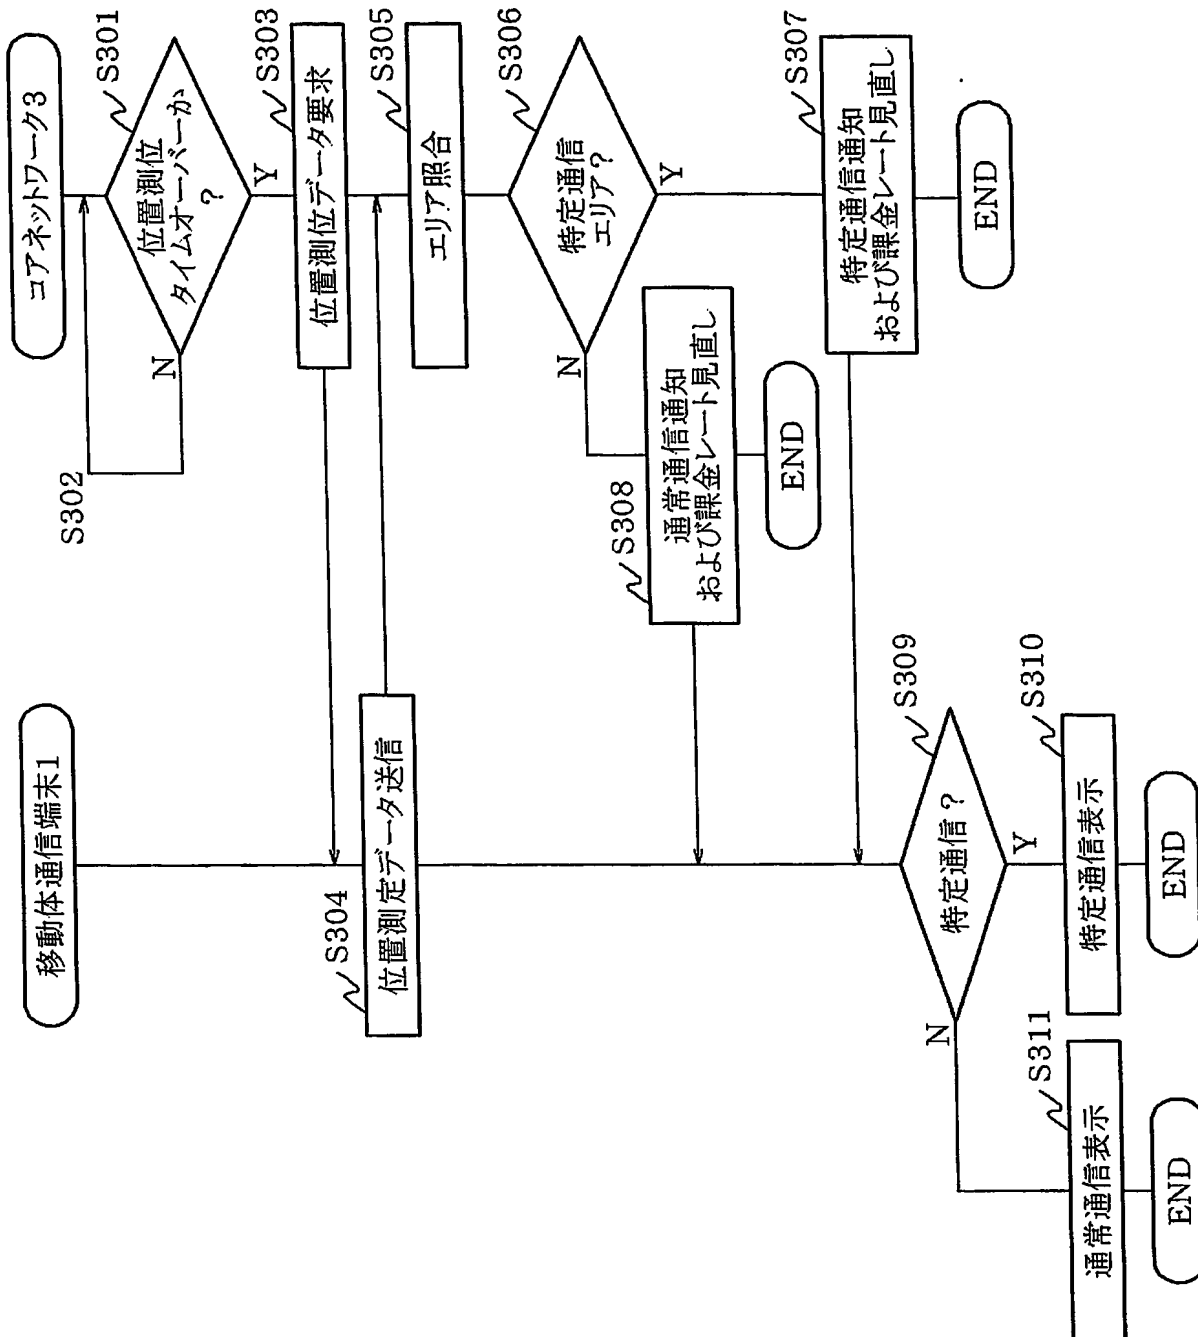 移動体通信端末1
コアネットワーク3
S301
位置測位
タイムオーバーか
?
N
Y
S302
S303
位置測位データ要求
S304
位置測定データ送信
S305
エリア照合
S306
特定通信
エリア?
N
Y
S308
通常通信通知
および課金レート見直し
END
S307
特定通信通知
および課金レート見直し
END
S309
特定通信?
N
Y
S311
通常通信表示
END
S310
特定通信表示
END